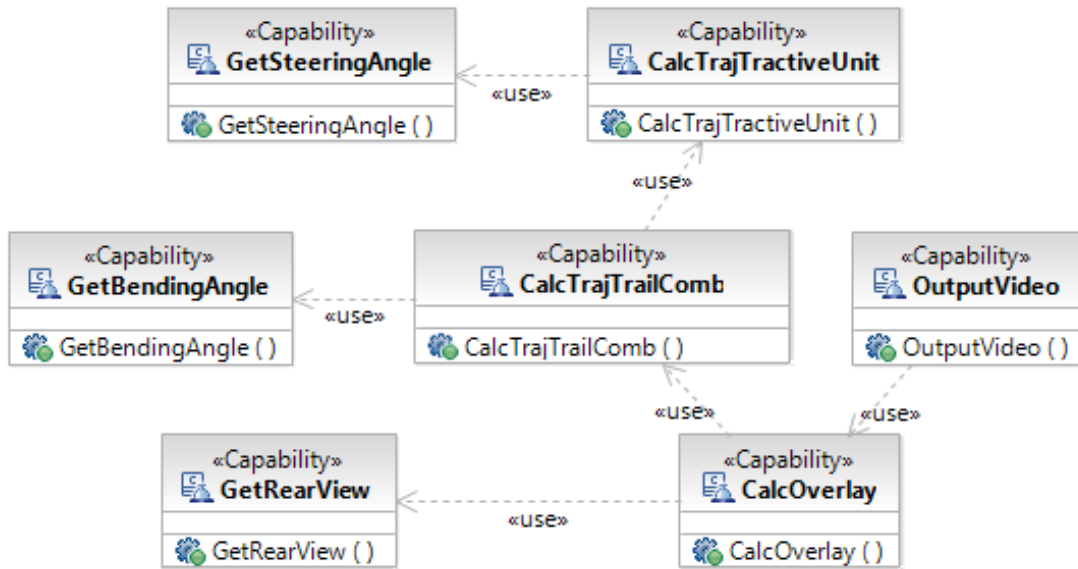 «Capability»
GetSteeringAngle
GetSteeringAngle ( )
«use»
«Capability»
CalcTrajTractiveUnit
CalcTrajTractiveUnit ( )
«use»
«Capability»
GetBendingAngle
GetBendingAngle ( )
«use»
«Capability»
CalcTrajTrailComb
CalcTrajTrailComb ( )
«Capability»
OutputVideo
OutputVideo ( )
«use»
«use»
«Capability»
GetRearView
GetRearView ( )
«use»
«Capability»
CalcOverlay
CalcOverlay ( )